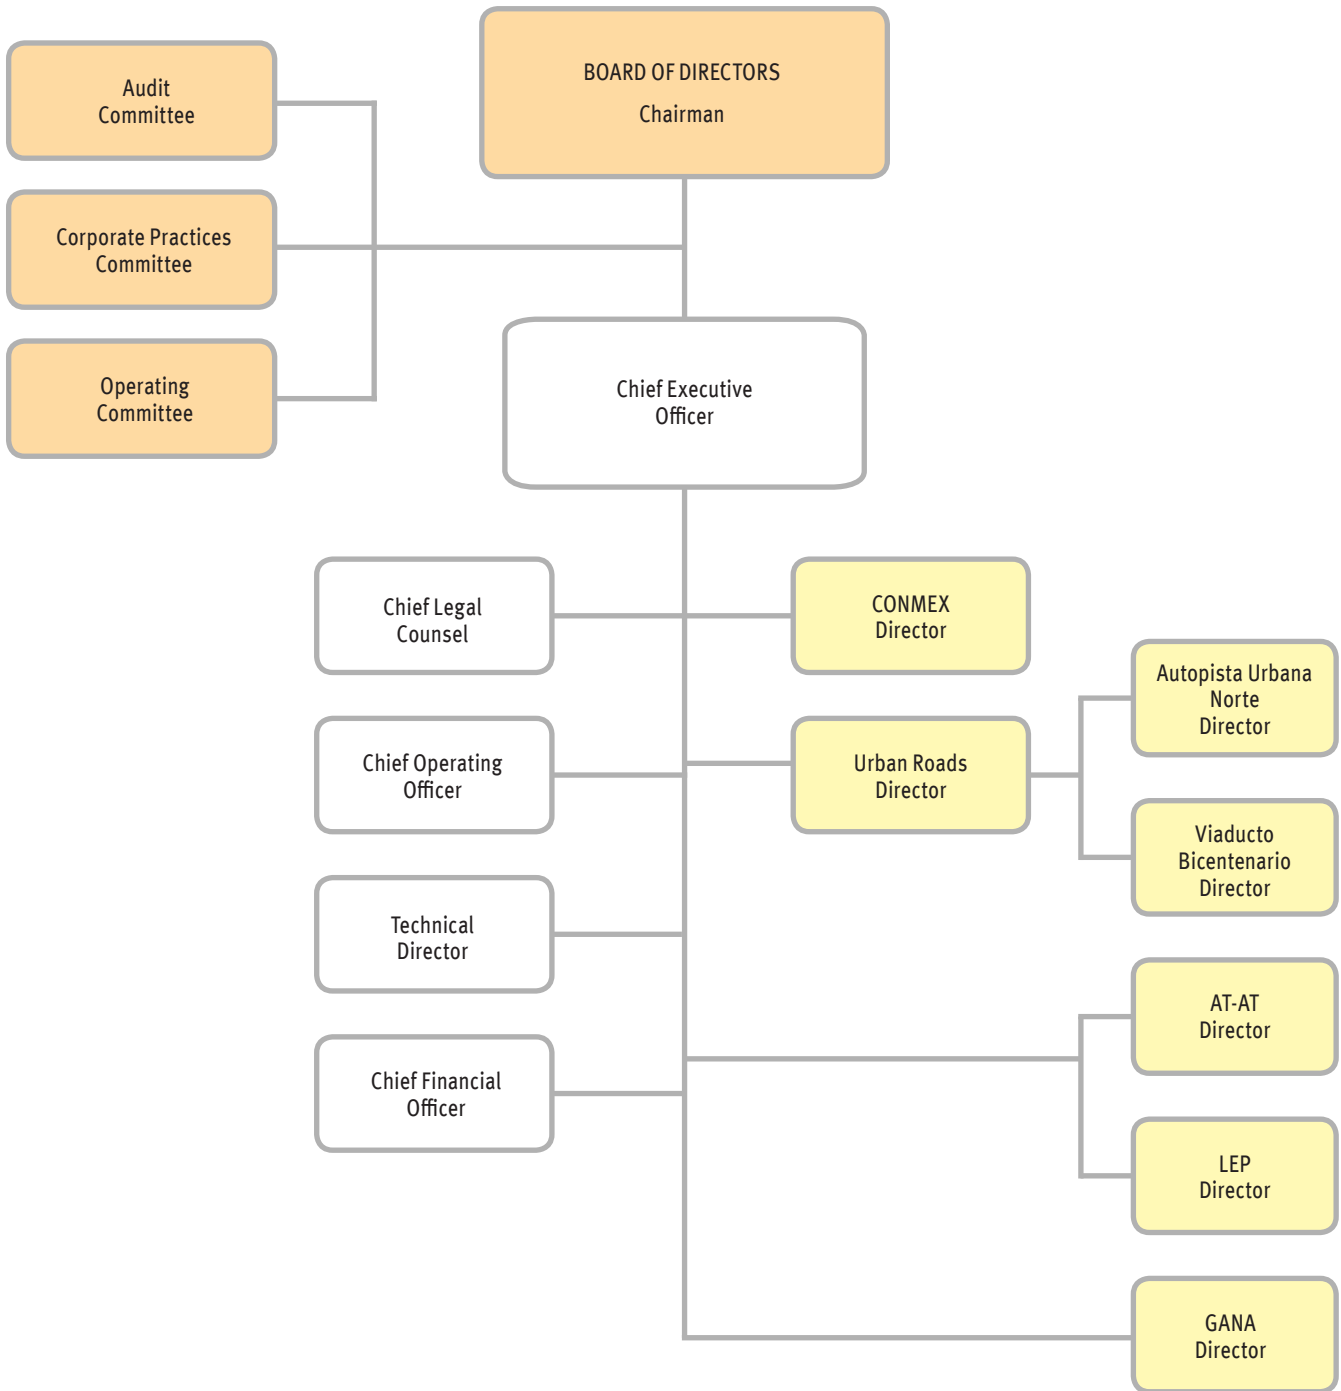 BOARD OF DIRECTORS
Chairman
Audit
Committee
Corporate Practices
Committee
Operating
Committee
Chief Executive
Officer
Chief Legal
Counsel
CONMEX
Director
Autopista Urbana
Norte
Director
Chief Operating
Officer
Urban Roads
Director
Viaducto
Bicentenario
Director
Technical
Director
AT-AT
Director
Chief Financial
Officer
LEP
Director
GANA
Director